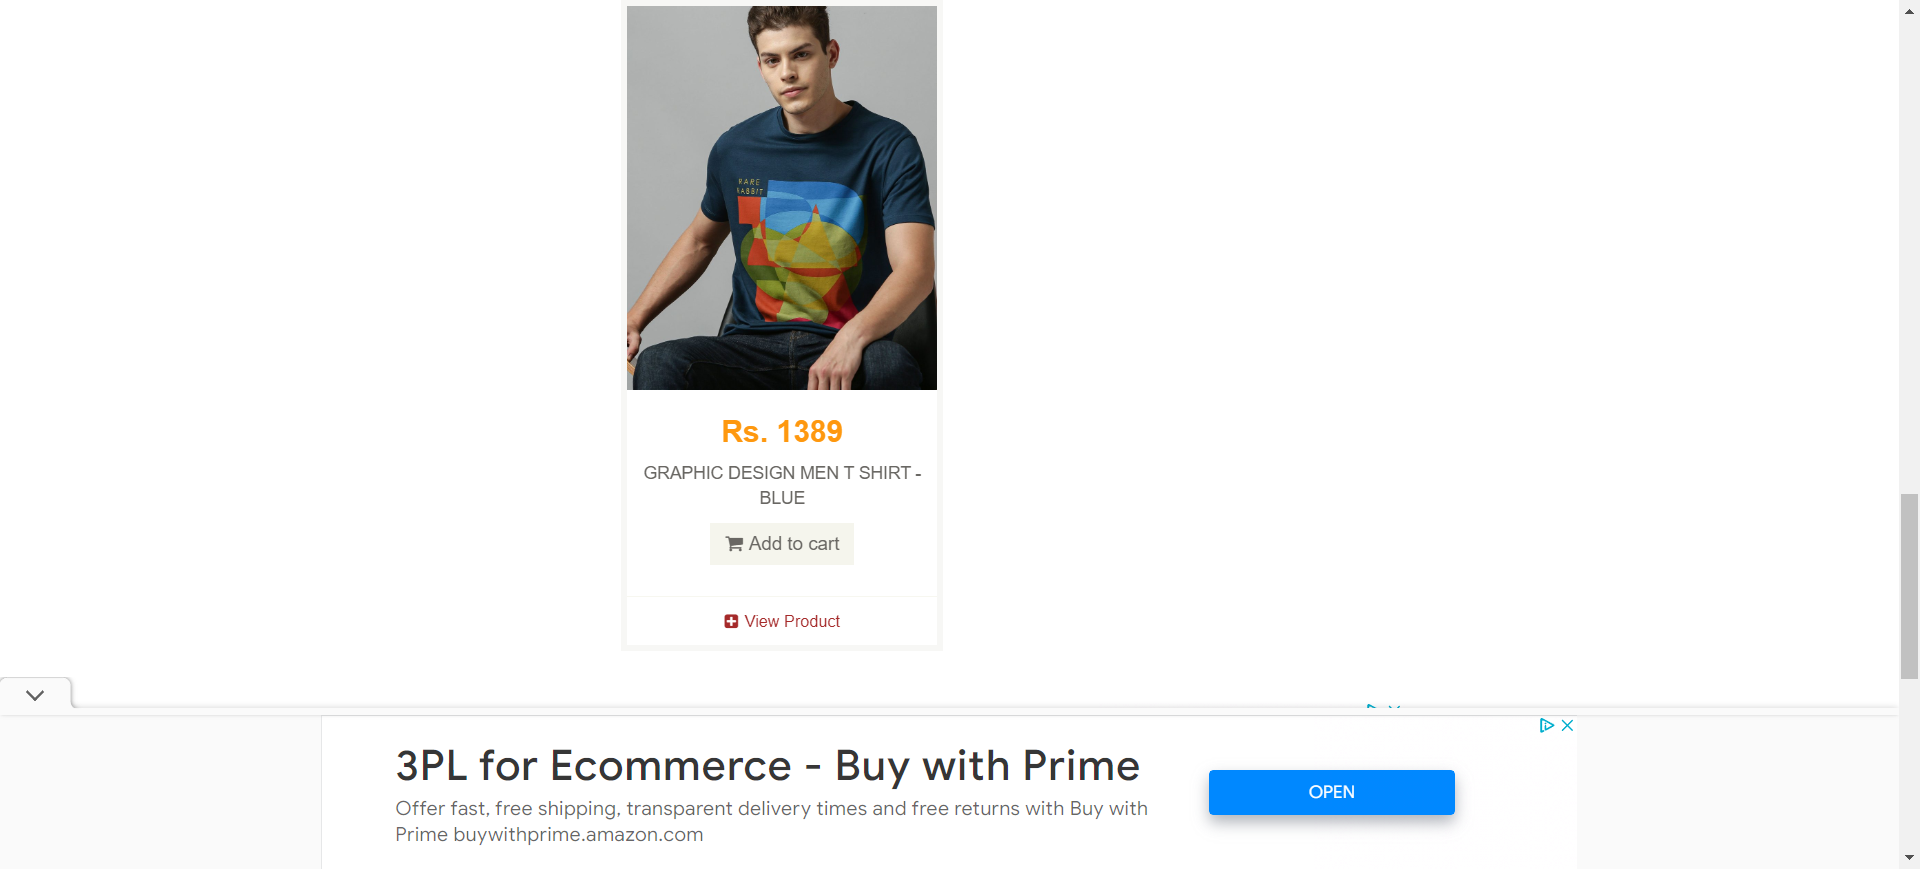 RARE
RABBIT
Rs. 1389
GRAPHIC DESIGN MEN T SHIRT -
BLUE
Add to cart
View Product
3PL for Ecommerce - Buy with Prime
Offer fast, free shipping, transparent delivery times and free returns with Buy with
Prime buywithprime.amazon.com
OPEN